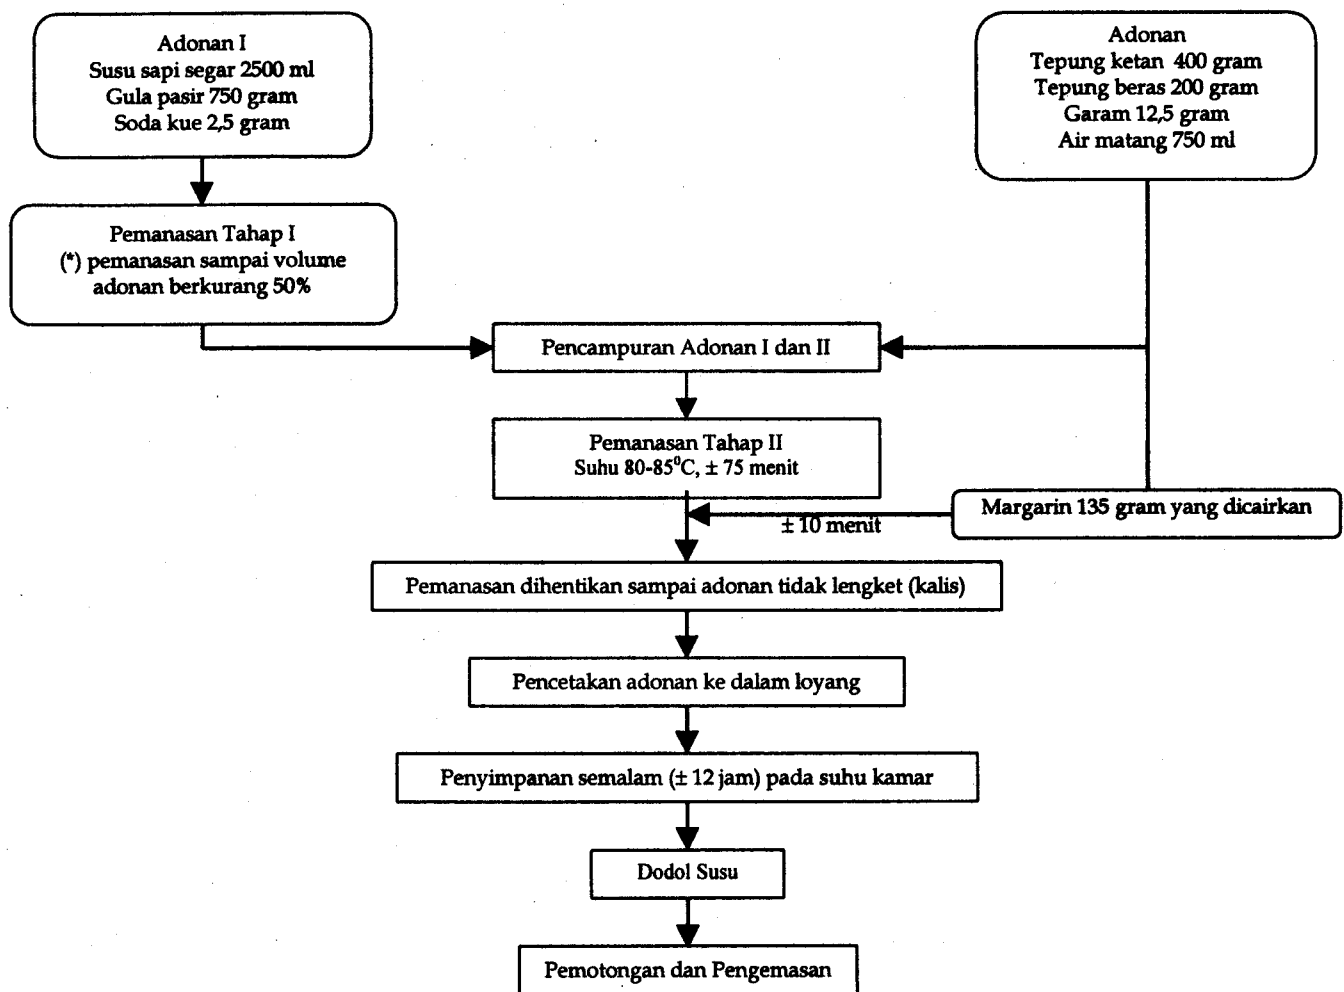 Adonan I
Susu sapi segar 2500 ml
Gula pasir 750 gram
Soda kue 2,5 gram
Adonan
Tepung ketan 400 gram
Tepung beras 200 gram
Garam 12,5 gram
Air matang 750 ml
Pemanasan Tahap I
(*) pemanasan sampai volume
adonan berkurang 50%
Pencampuran Adonan I dan II
Pemanasan Tahap II
Suhu 80-85⁰C, ± 75 menit
Margarin 135 gram yang dicairkan
± 10 menit
Pemanasan dihentikan sampai adonan tidak lengket (kalis)
Pencetakan adonan ke dalam loyang
Penyimpanan semalam (± 12 jam) pada suhu kamar
Dodol Susu
Pemotongan dan Pengemasan